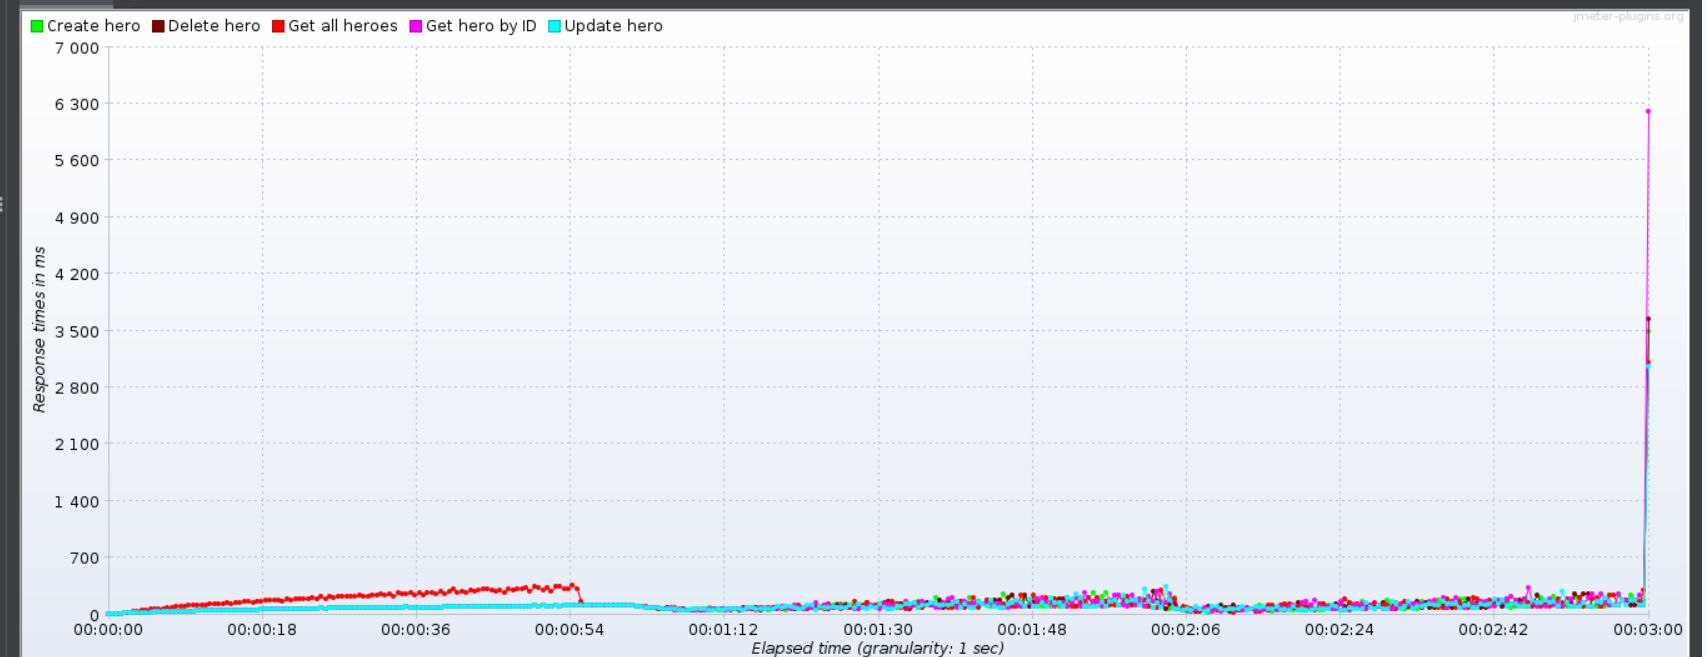 jmeter-plugins.org
Create hero Delete hero Get all heroes Get hero by ID Update hero
7 000
6 300
5 600
4 900
4 200
3 500
2 800
2 100
1 400
700
0
Response times in ms
00:00:00 00:00:18 00:00:36 00:00:54 00:01:12 00:01:30 00:01:48 00:02:06 00:02:24 00:02:42 00:03:00
Elapsed time (granularity: 1 sec)